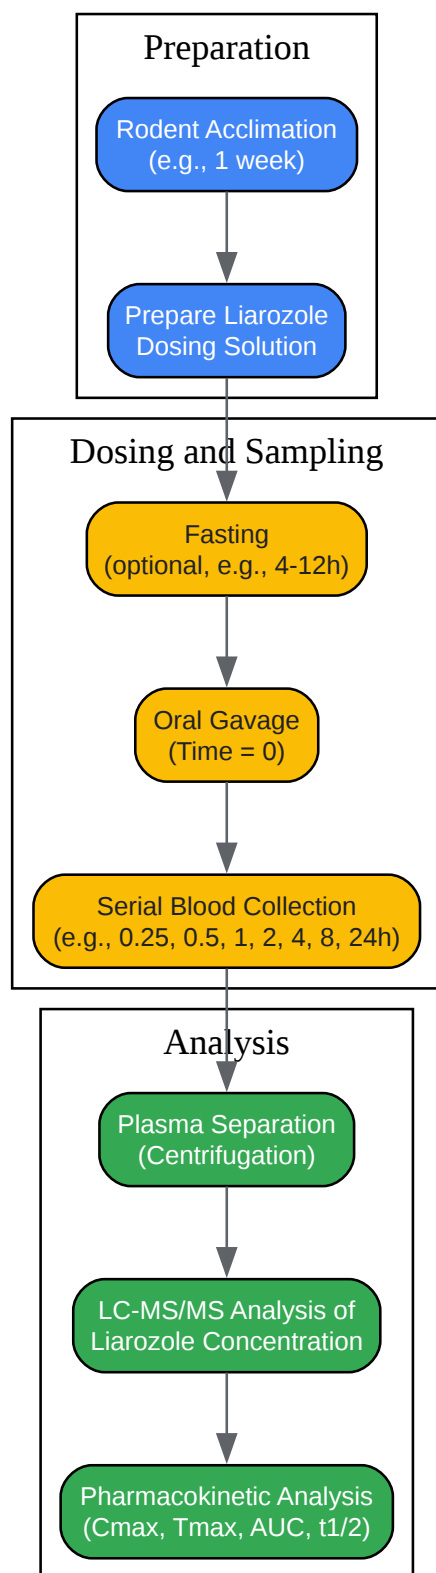 Preparation
Rodent Acclimation
(e.g., 1 week)
Prepare Liarozole
Dosing Solution
Dosing and Sampling
Fasting
(optional, e.g., 4-12h)
Oral Gavage
(Time = 0)
Serial Blood Collection
(e.g., 0.25, 0.5, 1, 2, 4, 8, 24h)
Analysis
Plasma Separation
(Centrifugation)
LC-MS/MS Analysis of
Liarozole Concentration
Pharmacokinetic Analysis
(Cmax, Tmax, AUC, t1/2)